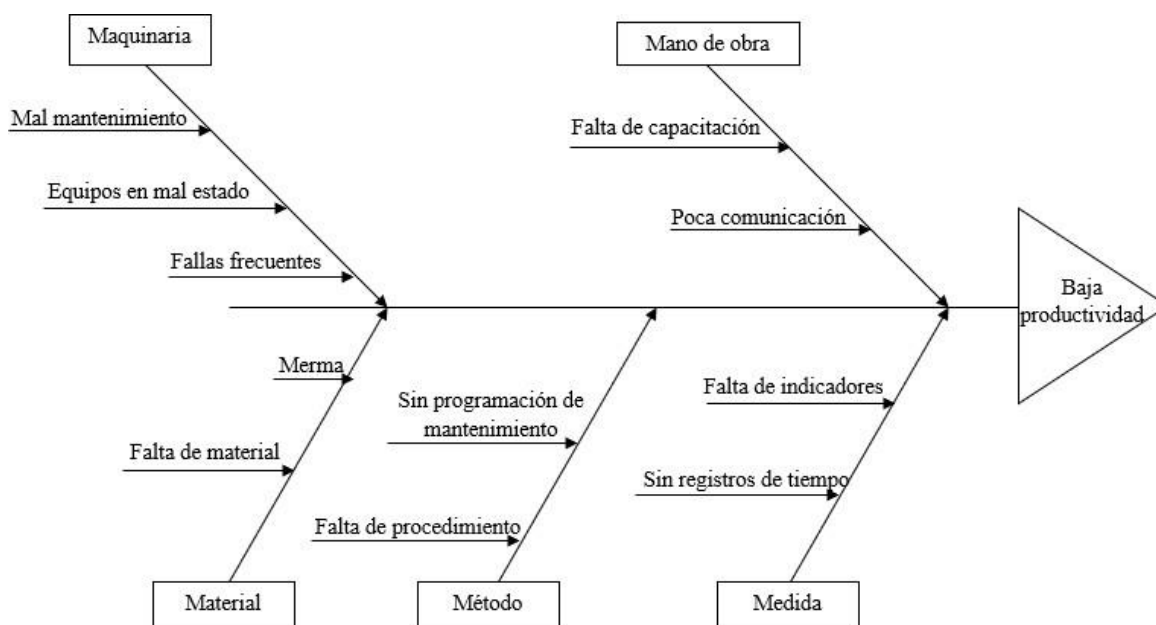 Maquinaria
Mano de obra
Mal mantenimiento
Falta de capacitación
Equipos en mal estado
Poca comunicación
Fallas frecuentes
Baja
productividad
Merma
Falta de indicadores
Sin programación de
mantenimiento
Falta de material
Sin registros de tiempo
Falta de procedimiento
Material
Método
Medida